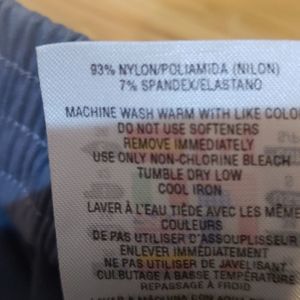 93% NYLON/POLIAMIDA (NILON)
7% SPANDEX/ELASTANO
MACHINE WASH WARM WITH LIKE COLO
DO NOT USE SOFTENERS
REMOVE IMMEDIATELY
USE ONLY NON-CHLORINE BLEACH
TUMBLE DRY LOW
COOL IRON
LAVER À L'EAU TIÈDE AVEC LES MÊME
COULEURS
DE PAS UTILISER D'ASSOUPLISSEUR
ENLEVER IMMÉDIATEMENT
NE PAS UTILISER DE JAVELISANT
CULBUTAGE À BASSE TEMPÉRATURE
REPASSAGE À FROID
LAVAR A MÁQUINA